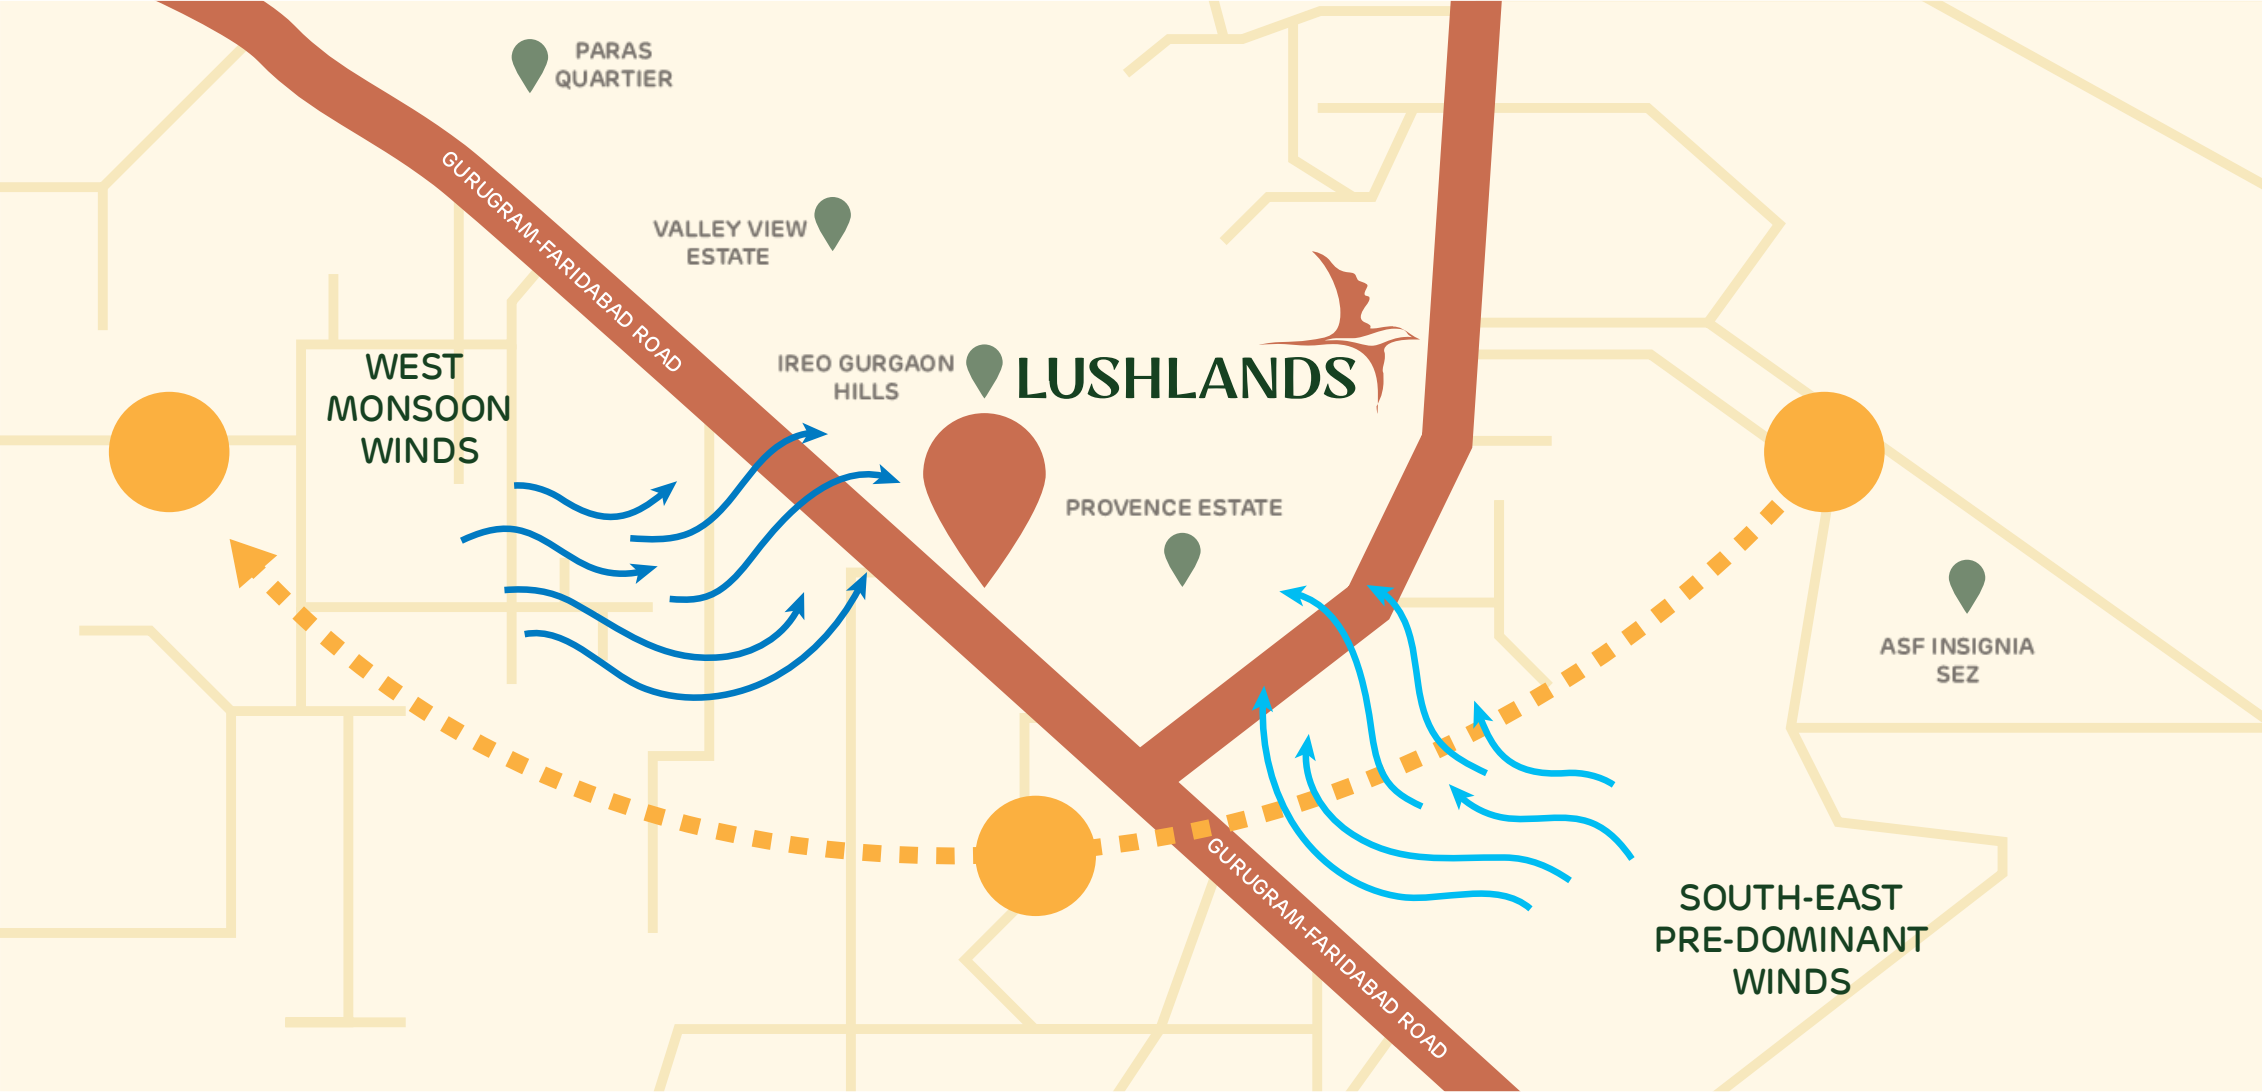 PARAS
QUARTIER
GURUGRAM-FARIDABAD ROAD
VALLEY VIEW
ESTATE
IREO GURGAON
HILLS
LUSHLANDS
WEST
MONSOON
WINDS
PROVENCE ESTATE
ASF INSIGNIA
SEZ
GURUGRAM-FARIDABAD ROAD
SOUTH-EAST
PRE-DOMINANT
WINDS